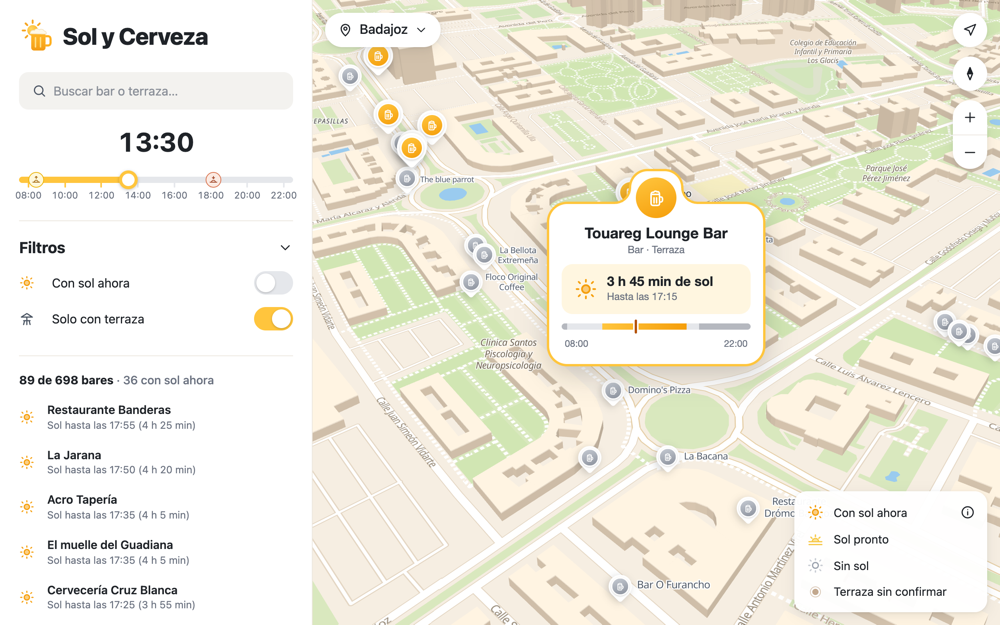 Sol y Cerveza
Buscar bar o terraza...
13:30
08:00 10:00 12:00 14:00 16:00 18:00 20:00 22:00
Filtros
Con sol ahora
Solo con terraza
89 de 698 bares · 36 con sol ahora
Restaurante Banderas
Sol hasta las 17:55 (4 h 25 min)
La Jarana
Sol hasta las 17:50 (4 h 20 min)
Acro Tapería
Sol hasta las 17:35 (4 h 5 min)
El muelle del Guadiana
Sol hasta las 17:35 (4 h 5 min)
Cervecería Cruz Blanca
Sol hasta las 17:25 (3 h 55 min)
Badajoz
Colegio de Educación
Infantil y Primaria
Los Glacis
The blue parrot
Parque José
Pérez Jiménez
La Bellota
Extremeña
Floco Original
Coffee
Touareg Lounge Bar
Bar · Terraza
3 h 45 min de sol
Hasta las 17:15
08:00
22:00
Clínica Santos
Piscología y
Neuropsicología
Calle Juan Simeón Vidarte
Domino's Pizza
Calle Luis Álvarez Lencero
La Bacana
Bar O Furancho
Con sol ahora
Sol pronto
Sin sol
Terraza sin confirmar